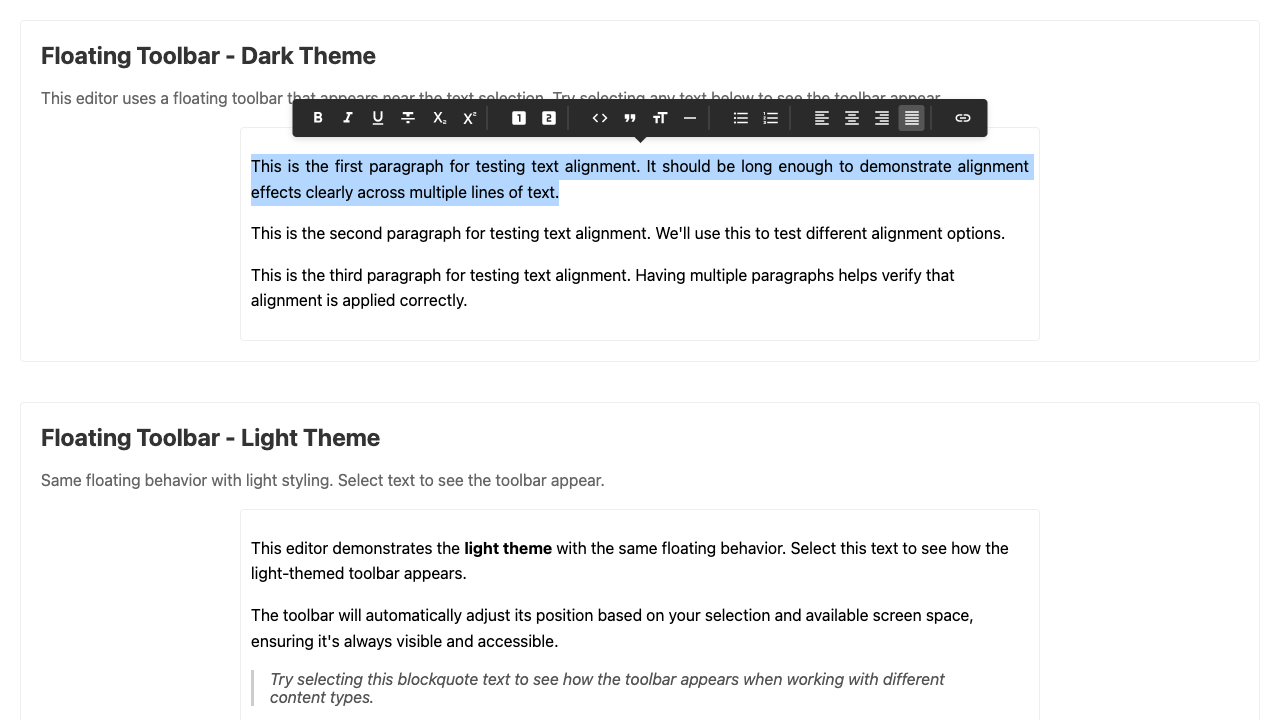 Floating Toolbar - Dark Theme
This editor uses a floating toolbar that appears near the text selection. Try selecting any text below to see the toolbar appear.
B I U T X₂ X² 1 2 <> " TT
This is the first paragraph for testing text alignment. It should be long enough to demonstrate alignment
effects clearly across multiple lines of text.
This is the second paragraph for testing text alignment. We'll use this to test different alignment options.
This is the third paragraph for testing text alignment. Having multiple paragraphs helps verify that
alignment is applied correctly.
Floating Toolbar - Light Theme
Same floating behavior with light styling. Select text to see the toolbar appear.
This editor demonstrates the light theme with the same floating behavior. Select this text to see how the
light-themed toolbar appears.
The toolbar will automatically adjust its position based on your selection and available screen space,
ensuring it's always visible and accessible.
Try selecting this blockquote text to see how the toolbar appears when working with different
content types.